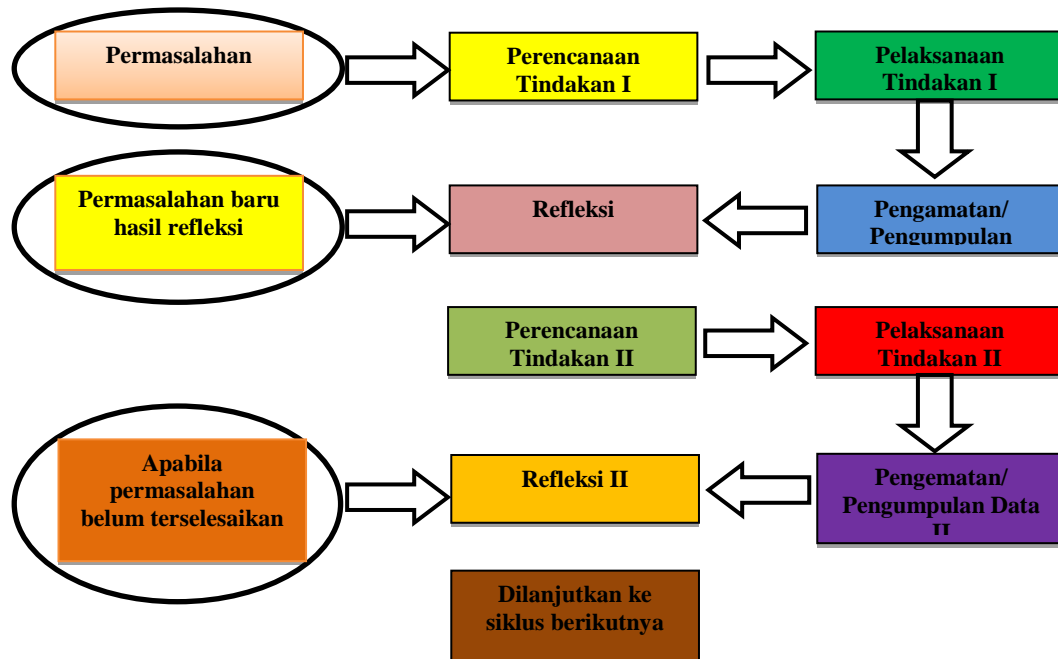 Permasalahan
Perencanaan
Tindakan I
Pelaksanaan
Tindakan I
Permasalahan baru
hasil refleksi
Refleksi
Pengamatan/
Pengumpulan
Perencanaan
Tindakan II
Pelaksanaan
Tindakan II
Apabila
permasalahan
belum terselesaikan
Refleksi II
Pengematan/
Pengumpulan Data
II
Dilanjutkan ke
siklus berikutnya